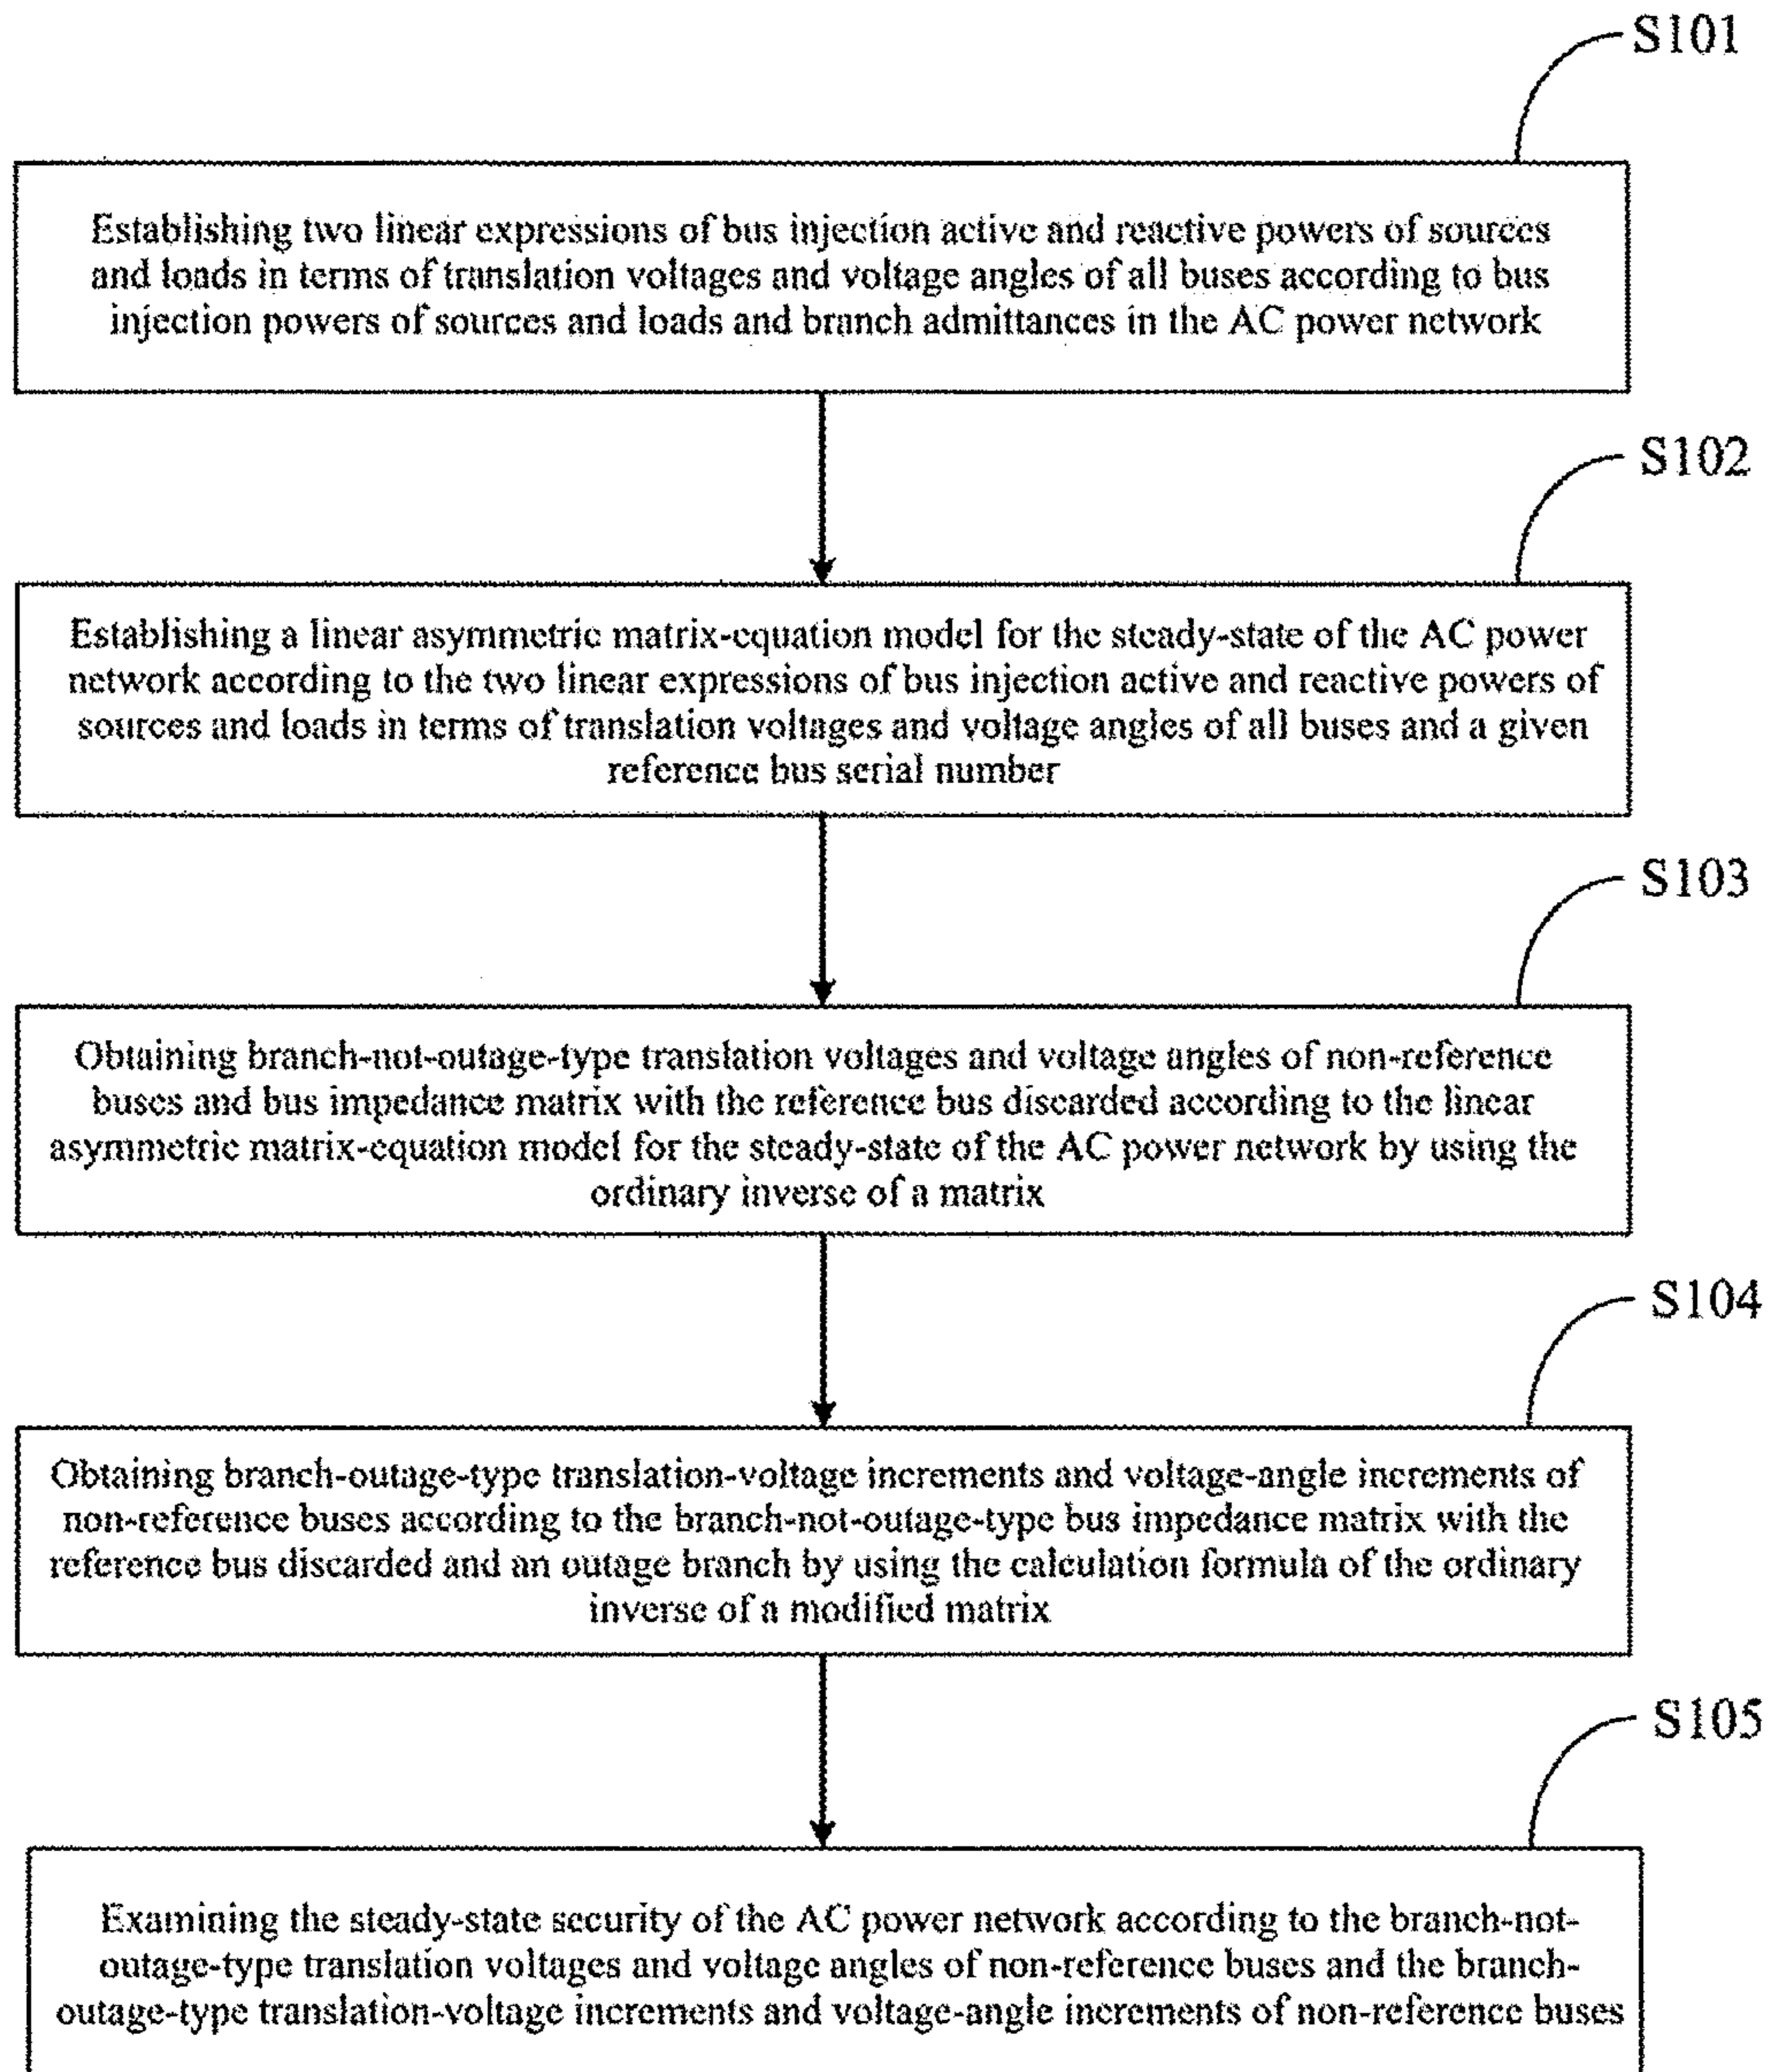 S101
Establishing two linear expressions of bus injection active and reactive powers of sources
and loads in terms of translation voltages and voltage angles of all buses according to bus
injection powers of sources and loads and branch admittances in the AC power network
S102
Establishing a linear asymmetric matrix-equation model for the steady-state of the AC power
network according to the two linear expressions of bus injection active and reactive powers of
sources and loads in terms of translation voltages and voltage angles of all buses and a given
reference bus serial number
S103
Obtaining branch-not-outage-type translation voltages and voltage angles of non-reference
buses and bus impedance matrix with the reference bus discarded according to the linear
asymmetric matrix-equation model for the steady-state of the AC power network by using the
ordinary inverse of a matrix
S104
Obtaining branch-outage-type translation-voltage increments and voltage-angle increments of
non-reference buses according to the branch-not-outage-type bus impedance matrix with the
reference bus discarded and an outage branch by using the calculation formula of the ordinary
inverse of a modified matrix
S105
Examining the steady-state security of the AC power network according to the branch-not-
outage-type translation voltages and voltage angles of non-reference buses and the branch-
outage-type translation-voltage increments and voltage-angle increments of non-reference buses